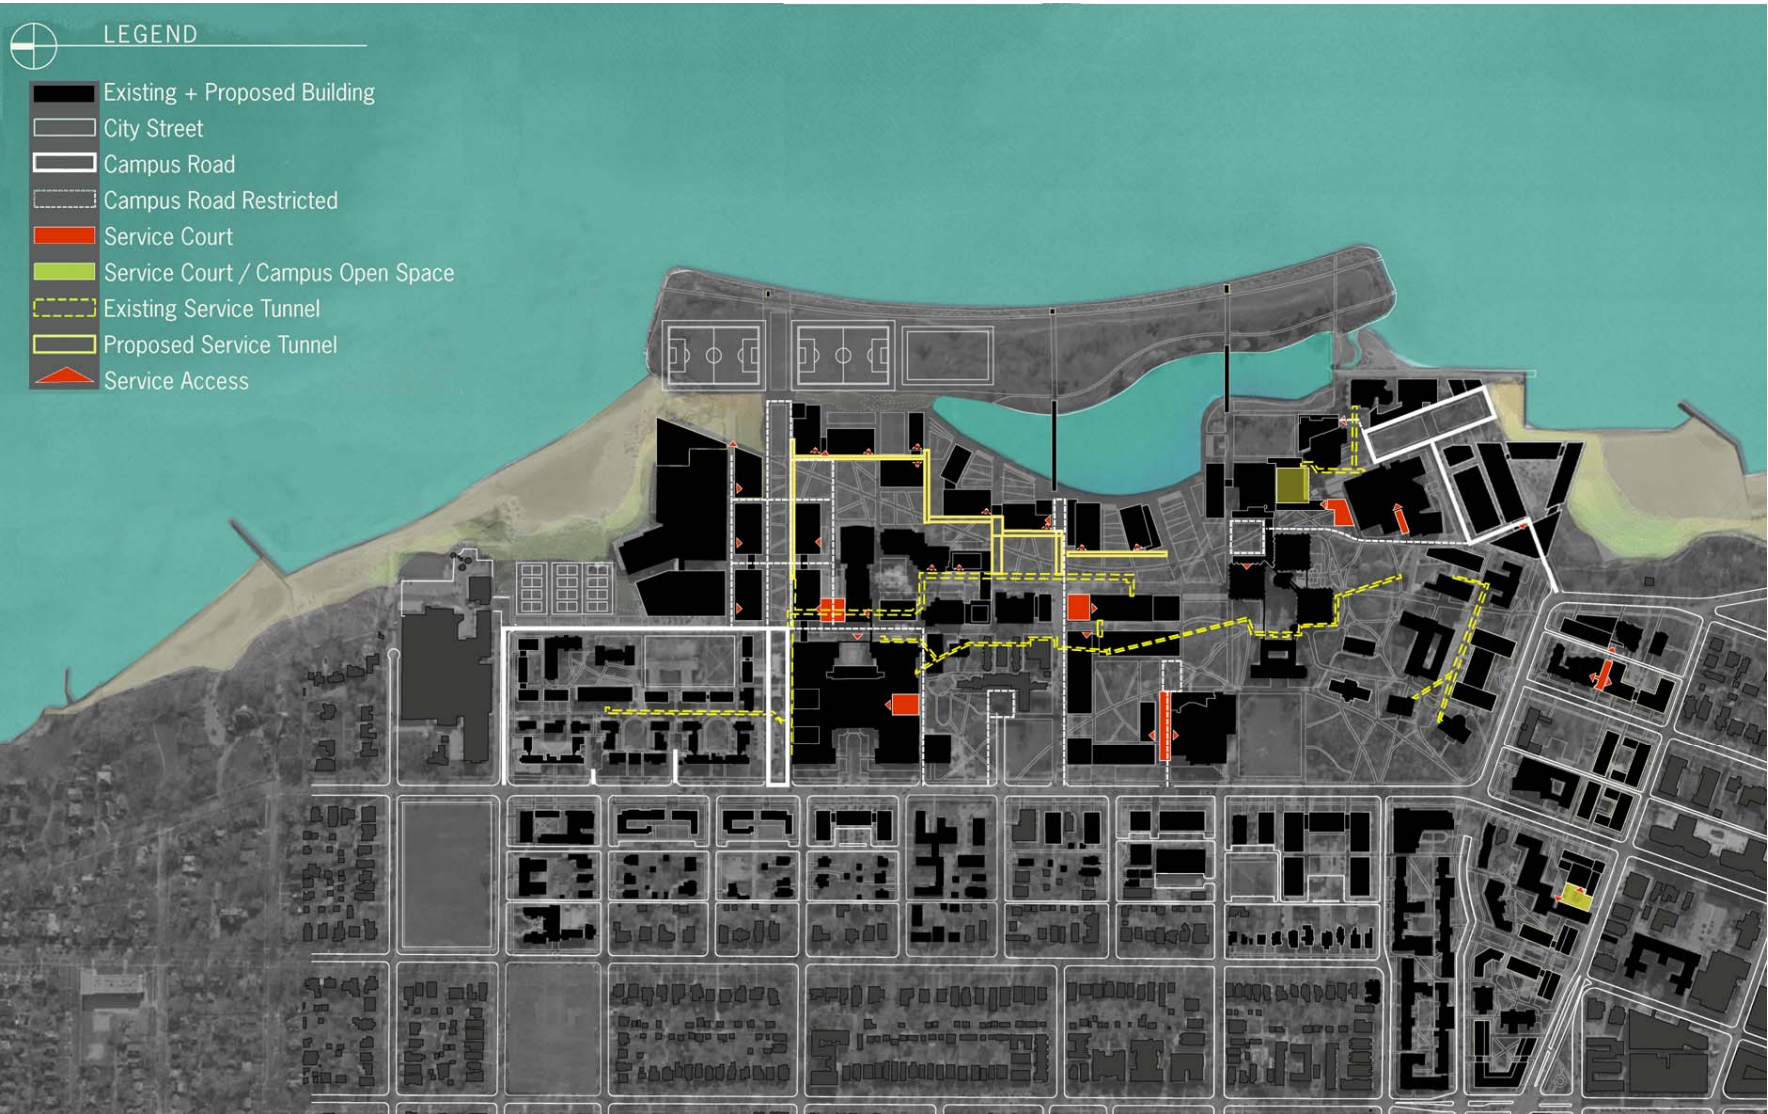 LEGEND
Existing + Proposed Building
City Street
Campus Road
Campus Road Restricted
Service Court
Service Court / Campus Open Space
Existing Service Tunnel
Proposed Service Tunnel
Service Access